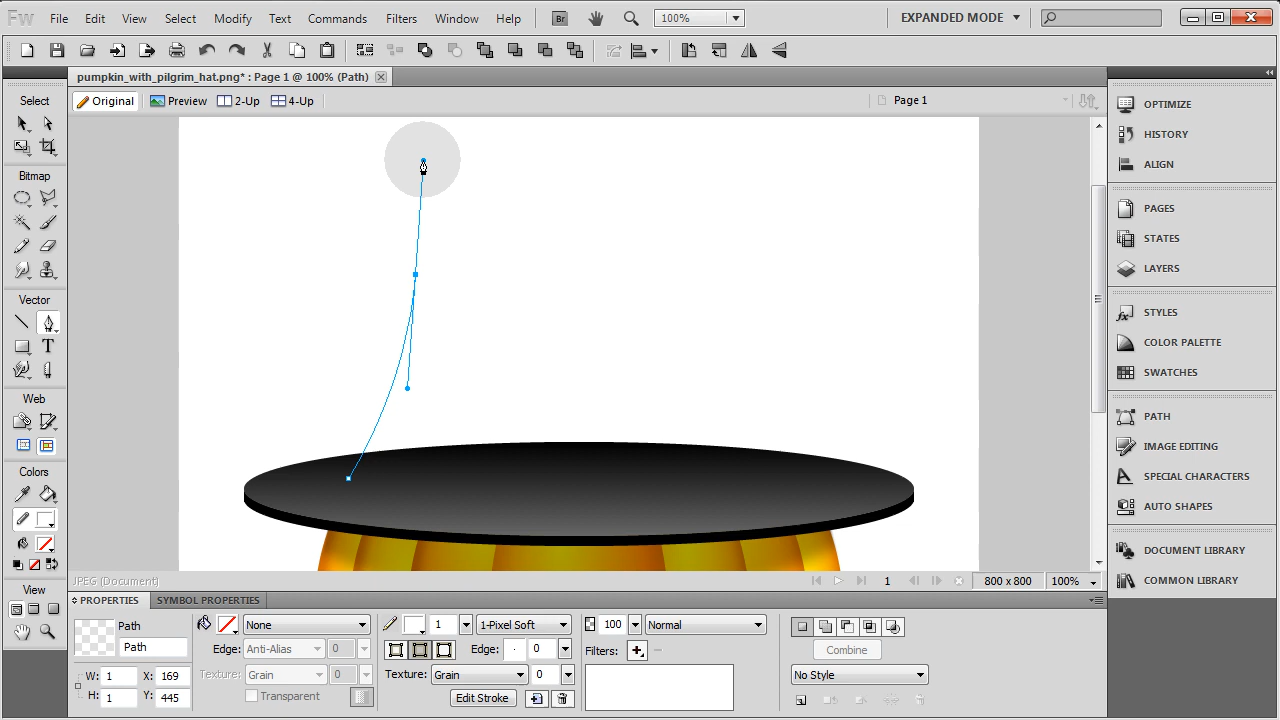 Fw File Edit View Select Modify Text Commands Filters Window Help Br 100% EXPANDED MODE
pumpkin_with_pilgrim_hat.png* : Page 1 @ 100% (Path)
Original Preview 2-Up 4-Up Page 1
Select
Bitmap
Vector
T
Web
Colors
View
OPTIMIZE
HISTORY
ALIGN
PAGES
STATES
LAYERS
STYLES
COLOR PALETTE
SWATCHES
PATH
IMAGE EDITING
SPECIAL CHARACTERS
AUTO SHAPES
DOCUMENT LIBRARY
COMMON LIBRARY
JPEG (Document) 1 800 x 800 100%
PROPERTIES SYMBOL PROPERTIES
Path None 1 1-Pixel Soft 100 Normal
Path Edge: Anti-Alias 0 Edge: 0 Filters: Combine
W: 1 X: 169 Texture: Grain 0 Texture: Grain 0 No Style
H: 1 Y: 445 Transparent Edit Stroke